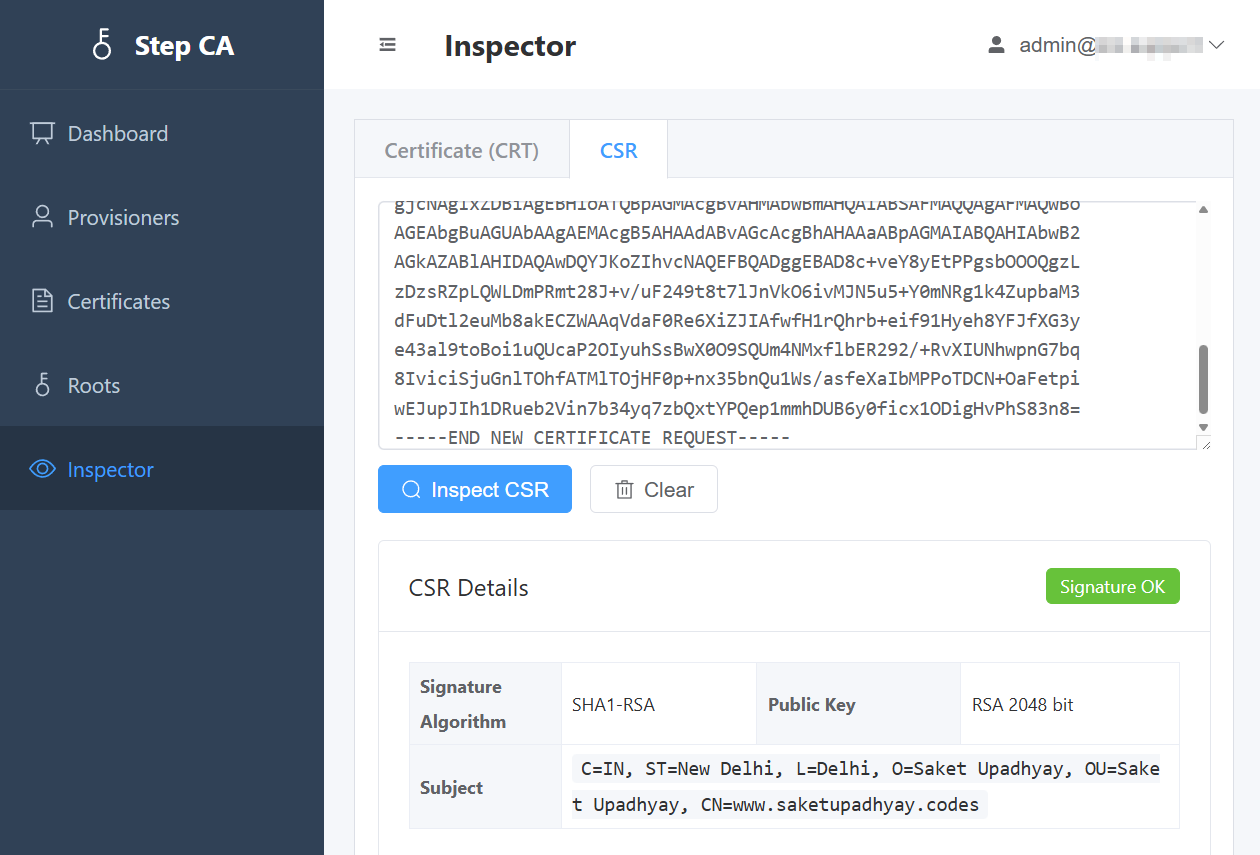 Step CA
Inspector
admin@
Dashboard
Provisioners
Certificates
Roots
Inspector
Certificate (CRT)
CSR
gjcNAgIxZDBiAgEBHloATQBpAGMAcgBvAHMAbwBmAHQAIABSAFMAQQAgAFMAQwBo
AGEAbgBuAGUAbAAgAEMAcgB5AHAAdABvAGcAcgBhAHAAaABpAGMAIABQAHIAbwB2
AGkAZABlAHIDAQAwDQYJKoZIhvcNAQEFBQADggEBAD8c+veY8yEtPPgsbOOOQgzL
zDzsRZpLQWLDmPRmt28J+v/uF249t8t7lJnVkO6ivMJN5u5+Y0mNRg1k4ZupbaM3
dFuDtl2euMb8akECZWAAqVdaF0Re6XiZJIAfwfH1rQhrb+eif91Hyeh8YFJfXG3y
e43al9toBoi1uQUcaP2OIyuhSsBwX0O9SQUm4NMxflbER292/+RvXIUNhwpnG7bq
8IviciSjuGnlTOhfATMlTOjHF0p+nx35bnQu1Ws/asfeXaIbMPPoTDCN+OaFetpi
wEJupJIh1DRueb2Vin7b34yq7zbQxtYPQep1mmhDUB6y0ficx1ODigHvPhS83n8=
-----END NEW CERTIFICATE REQUEST-----
Inspect CSR
Clear
CSR Details
Signature OK
Signature
Algorithm
SHA1-RSA
Public Key
RSA 2048 bit
Subject
C=IN, ST=New Delhi, L=Delhi, O=Saket Upadhyay, OU=Sake
t Upadhyay, CN=www.saketupadhyay.codes